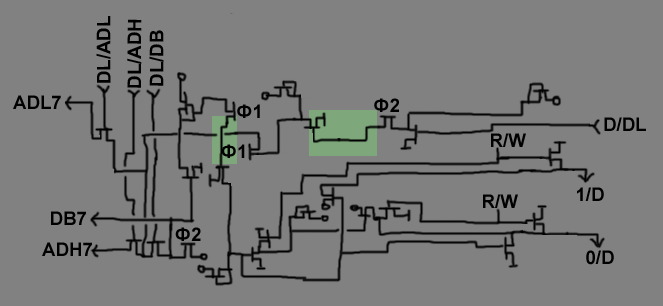 DL/ADL
DL/ADH
DL/DB
ADL7
Φ1
Φ2
D/DL
Φ1
R/W
1/D
R/W
DB7
Φ2
ADH7
0/D